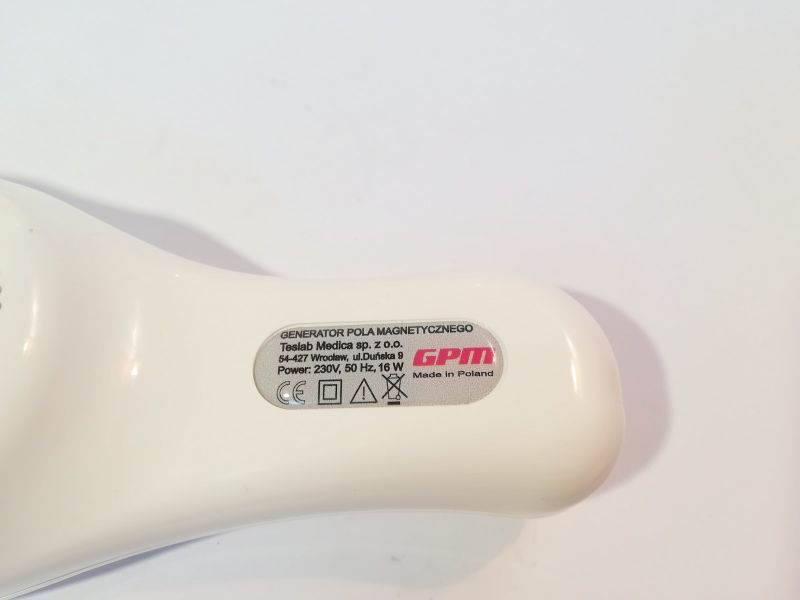 GENERATOR POLA MAGNETYCZNEGO
Teslab Medica sp. z o.o.
54-427 Wrocław, ul.Duńska 9
Power: 230V, 50 Hz, 16 W
GPM
Made in Poland
CE